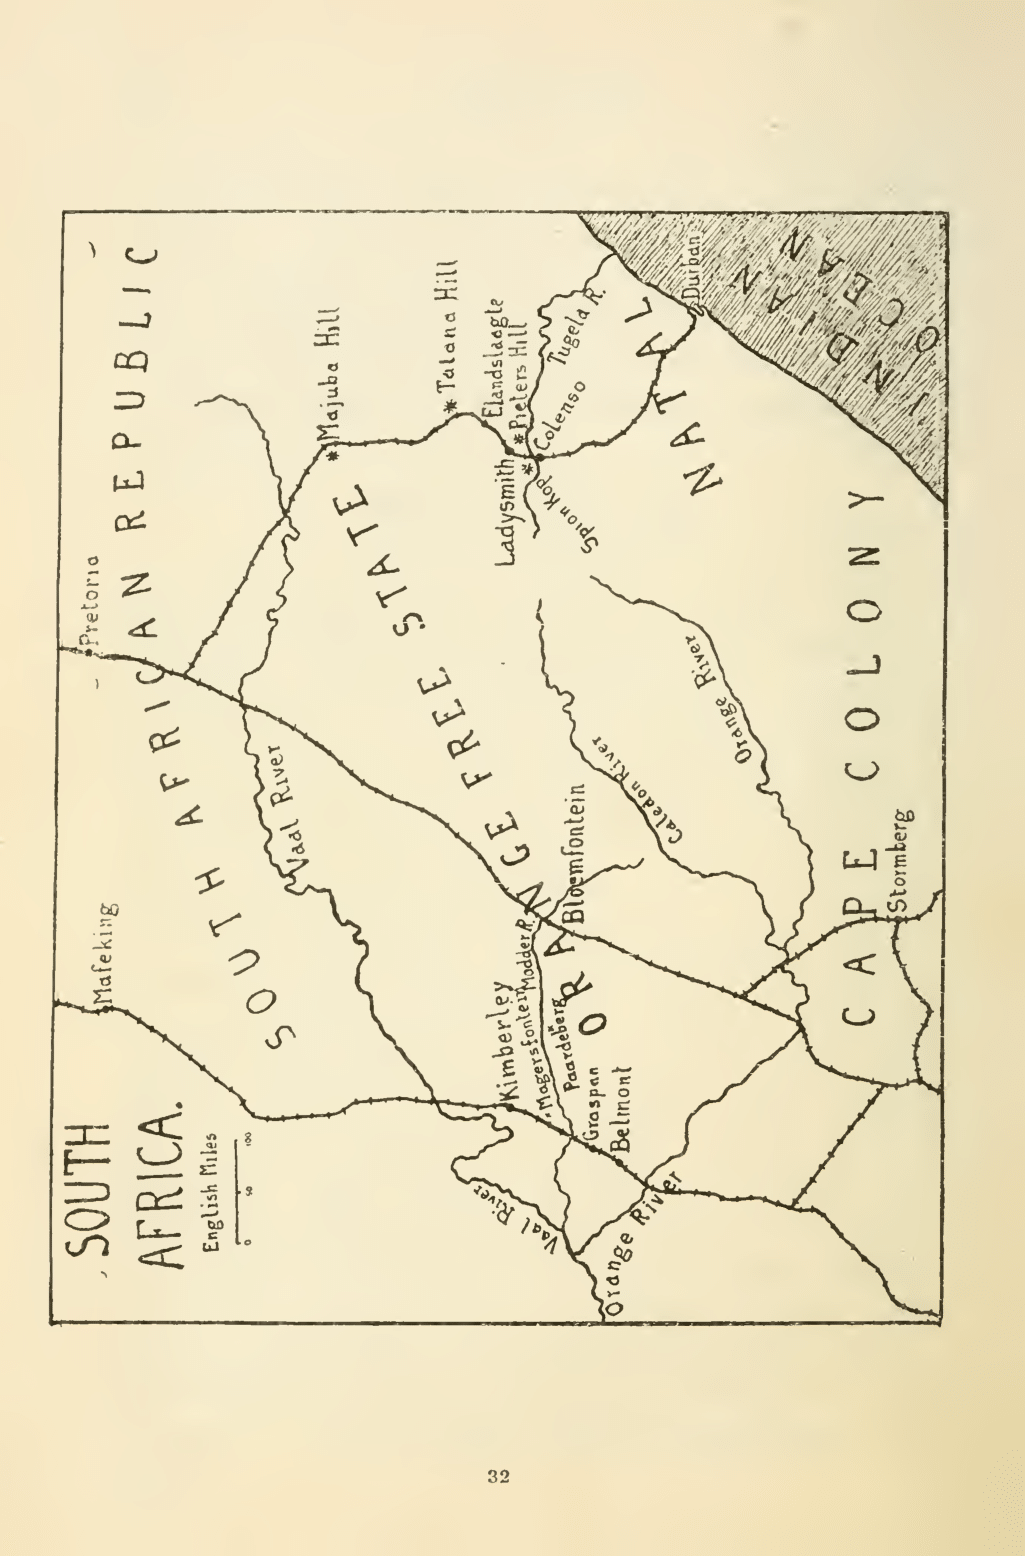 SOUTH
AFRICA.
English Miles
0 50 100
Mafeking
Pretoria
SOUTH AFRICAN REPUBLIC
Vaal River
Majuba Hill
ORANGE FREE STATE
Talana Hill
Elandslaagte
Pieters Hill
Ladysmith
Tugela R.
Colenso
Spion Kop
NATAL
Durban
INDIAN
OCEAN
Kimberley
Magersfontein
Modder R.
Paardeberg
Bloemfontein
Graspan
Belmont
Vaal River
Orange River
Caledon River
Orange River
CAPE COLONY
Stormberg
32